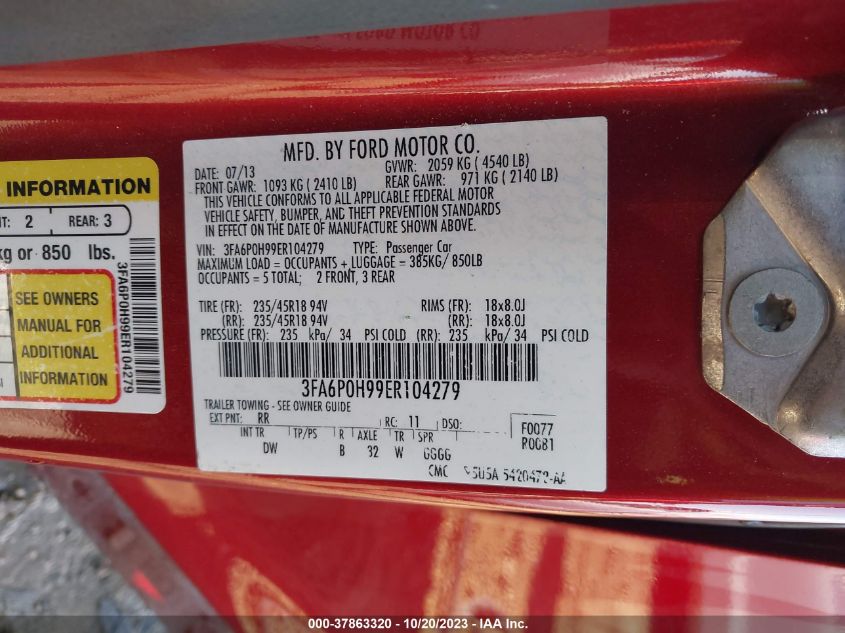 INFORMATION
NT: 2 REAR: 3
kg or 850 lbs.
SEE OWNERS
MANUAL FOR
ADDITIONAL
INFORMATION
3FA6P0H99ER104279
MFD. BY FORD MOTOR CO.
DATE: 07/13 GVWR: 2059 KG ( 4540 LB)
FRONT GAWR: 1093 KG ( 2410 LB) REAR GAWR: 971 KG ( 2140 LB)
THIS VEHICLE CONFORMS TO ALL APPLICABLE FEDERAL MOTOR
VEHICLE SAFETY, BUMPER, AND THEFT PREVENTION STANDARDS
IN EFFECT ON THE DATE OF MANUFACTURE SHOWN ABOVE.
VIN: 3FA6P0H99ER104279 TYPE: Passenger Car
MAXIMUM LOAD = OCCUPANTS + LUGGAGE = 385KG/ 850LB
OCCUPANTS = 5 TOTAL; 2 FRONT, 3 REAR
TIRE (FR): 235/45R18 94V RIMS (FR): 18x8.0J
(RR): 235/45R18 94V (RR): 18x8.0J
PRESSURE (FR): 235 kPa/ 34 PSI COLD (RR): 235 kPa/ 34 PSI COLD
3FA6P0H99ER104279
TRAILER TOWING - SEE OWNER GUIDE
EXT PNT: RR RC: 11 DSO: F0077
INT TR TP/PS R AXLE TR SPR R0081
DW B 32 W GGGG
CMC 5420472-AA
000-37863320 - 10/20/2023 - IAA Inc.